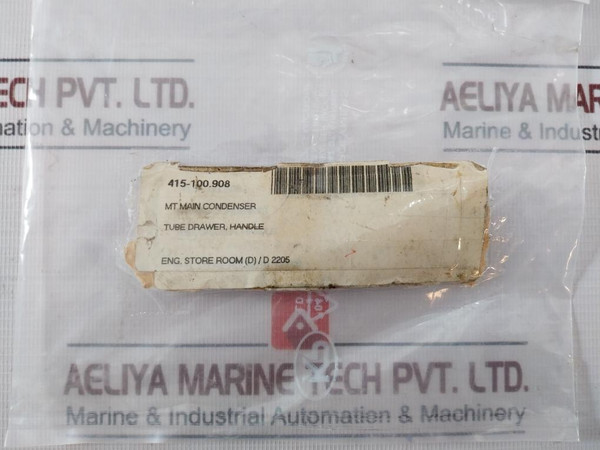 ECH PVT. LTD.
AELIYA MAR
mation & Machinery
Marine & Indust
415-100.908
MT MAIN CONDENSER
TUBE DRAWER, HANDLE
ENG. STORE ROOM (D) / D 2205
AELIYA MARINE TECH PVT. LTD.
Marine & Industrial Automation & Machinery